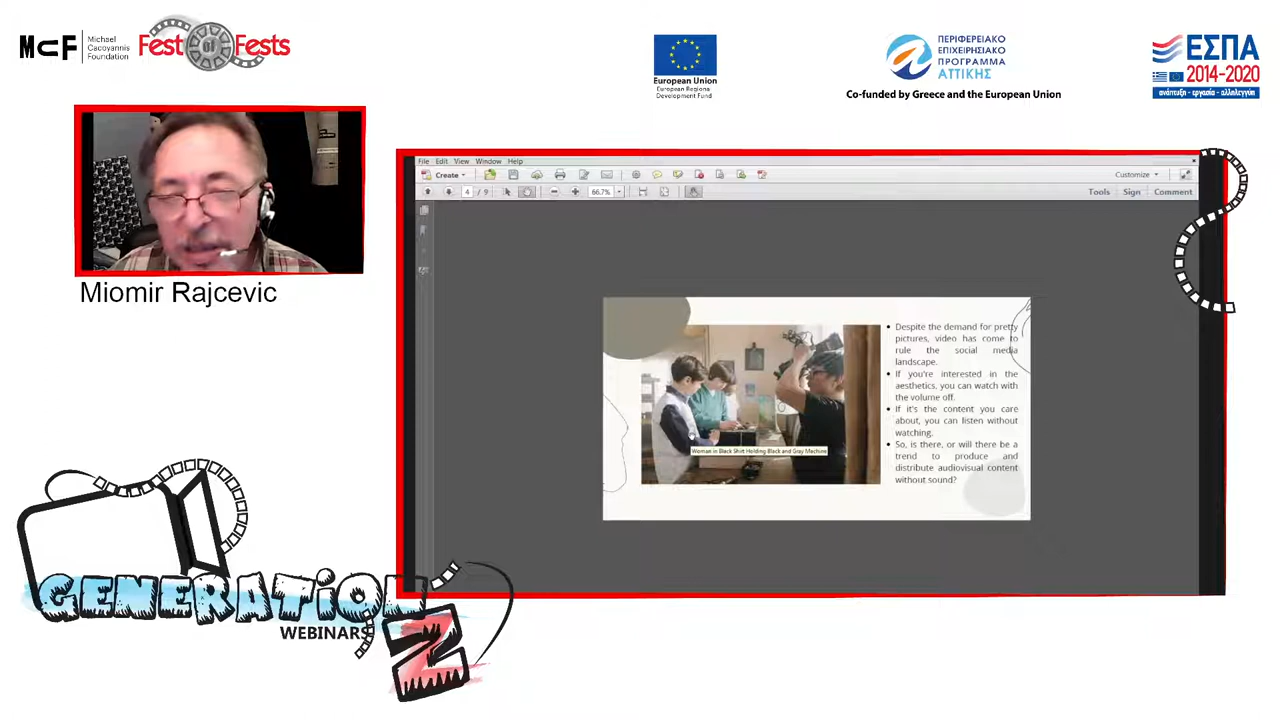 MCF
Michael
Cacoyannis
Foundation
Fest OF Fests
European Union
European Regional
Development Fund
ΠΕΡΙΦΕΡΕΙΑΚΟ
ΕΠΙΧΕΙΡΗΣΙΑΚΟ
ΠΡΟΓΡΑΜΜΑ
ΑΤΤΙΚΗΣ
Co-funded by Greece and the European Union
ΕΣΠΑ
2014-2020
ανάπτυξη - εργασία - αλληλεγγύη
Miomir Rajcevic
File Edit View Window Help
Create
Customize
4 / 9
66.7%
Tools Sign Comment
• Despite the demand for pretty
pictures, video has come to
rule the social media
landscape.
• If you're interested in the
aesthetics, you can watch with
the volume off.
• If it's the content you care
about, you can listen without
watching.
• So, is there, or will there be a
trend to produce and
distribute audiovisual content
without sound?
Woman in Black Shirt Holding Black and Gray Machine
GENERATION
WEBINARS
Z